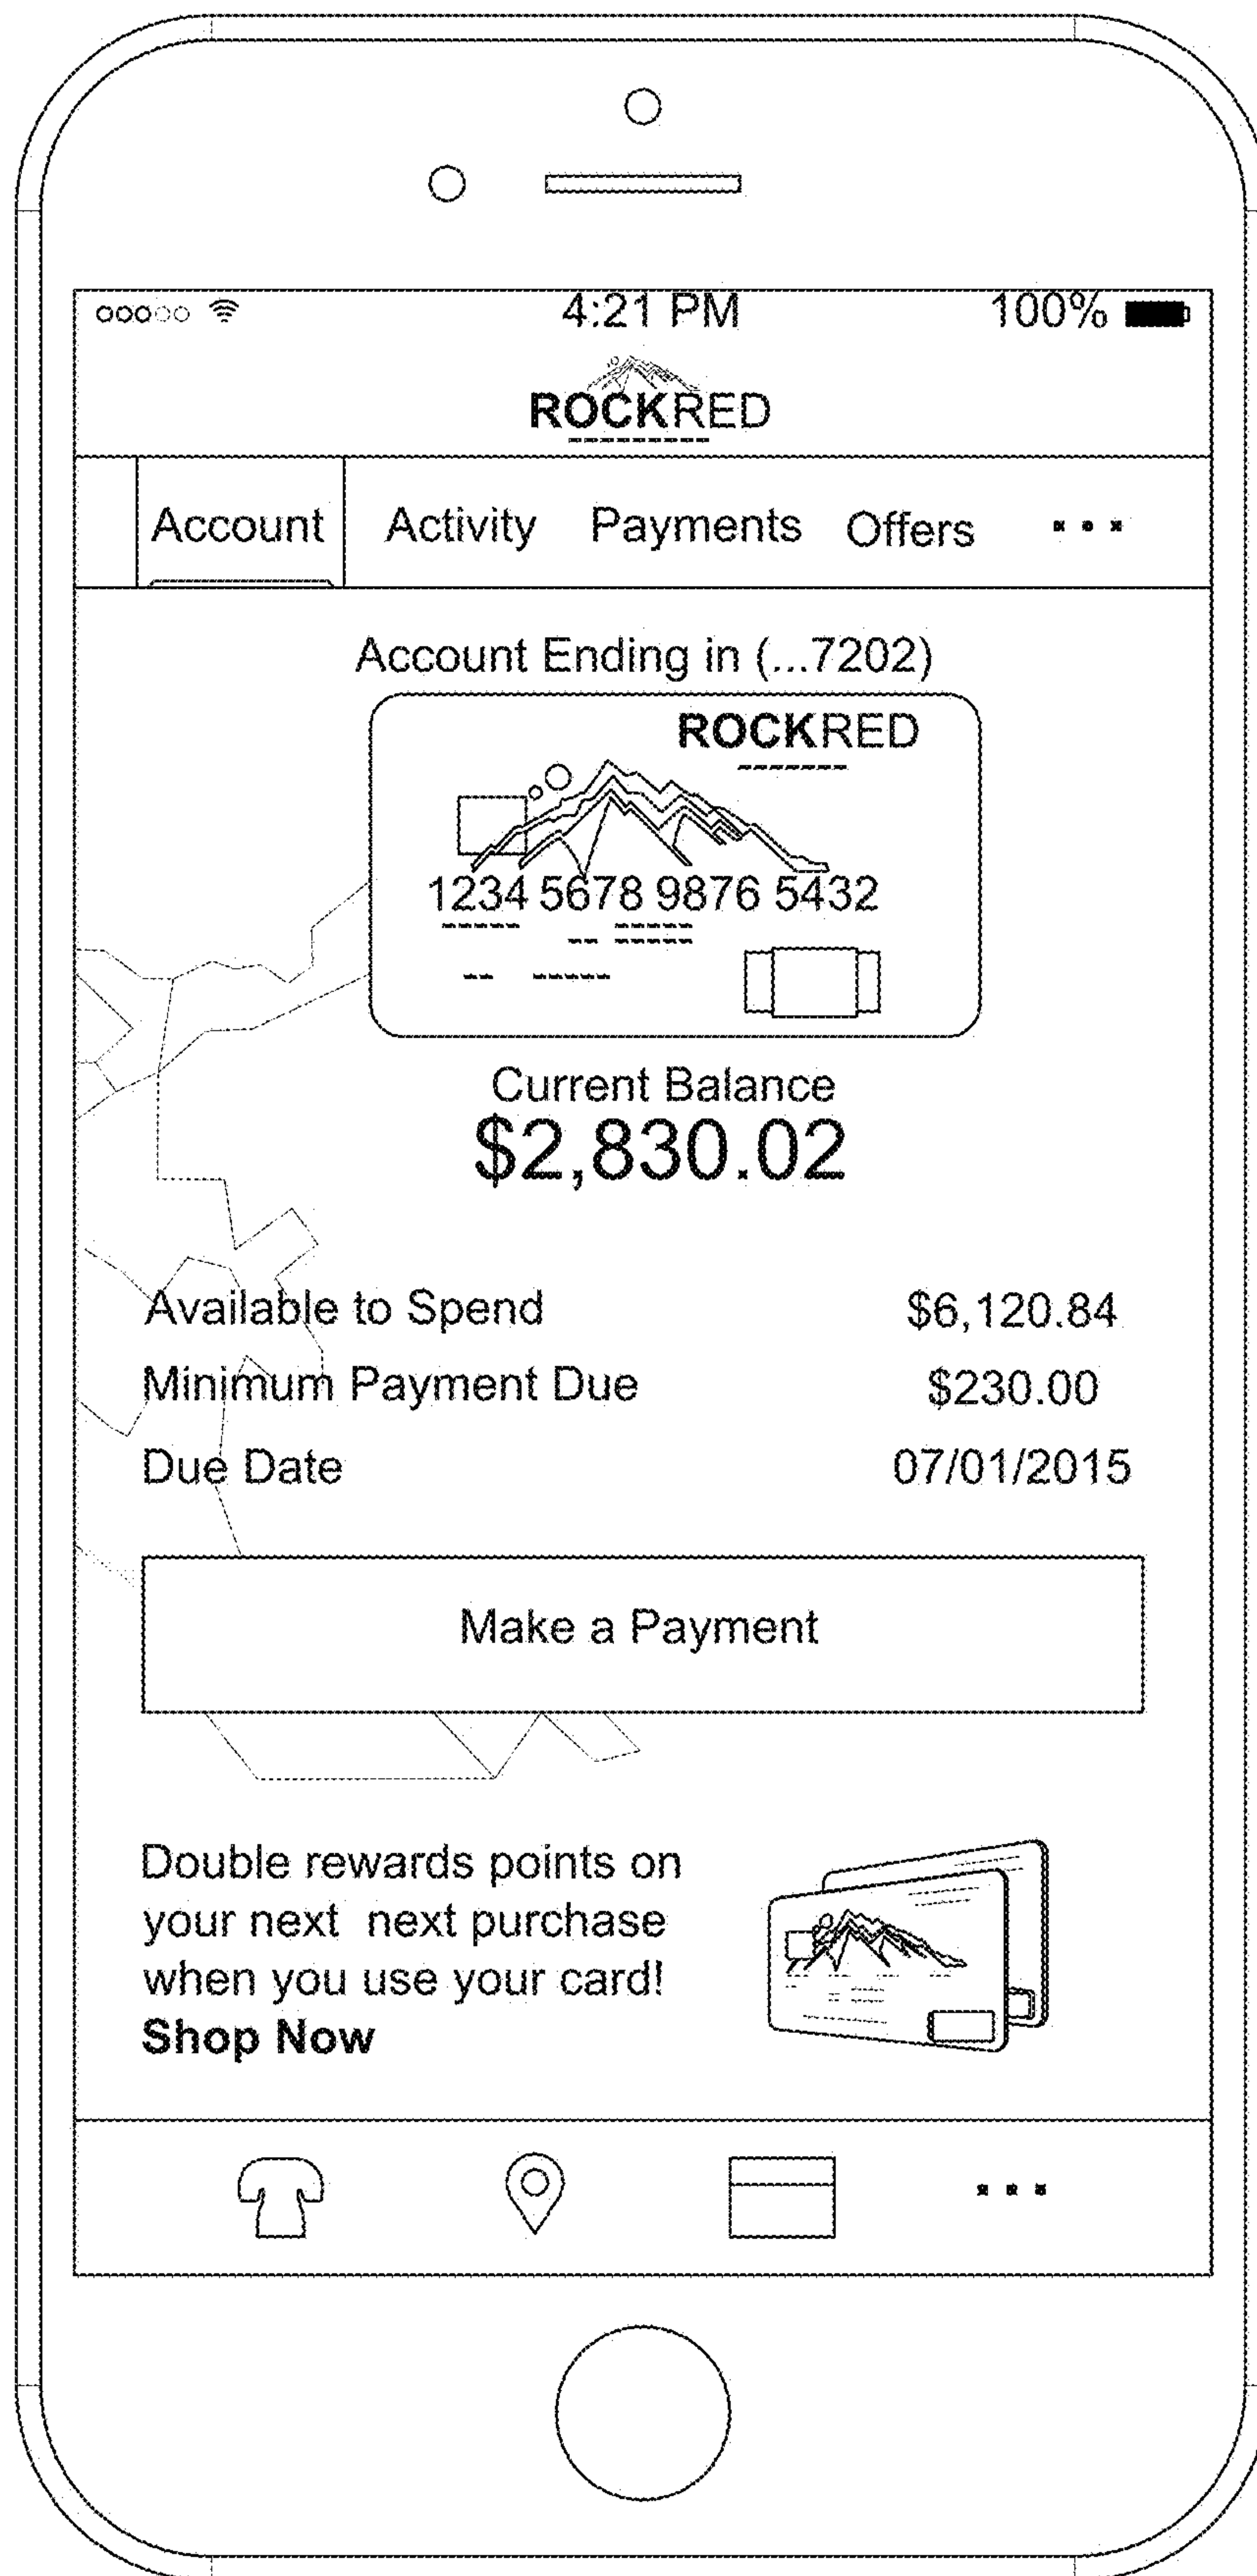 4:21 PM 100%
ROCKRED
Account Activity Payments Offers ...
Account Ending in (...7202)
ROCKRED
1234 5678 9876 5432
Current Balance
$2,830.02
Available to Spend $6,120.84
Minimum Payment Due $230.00
Due Date 07/01/2015
Make a Payment
Double rewards points on
your next  next purchase
when you use your card!
Shop Now
...